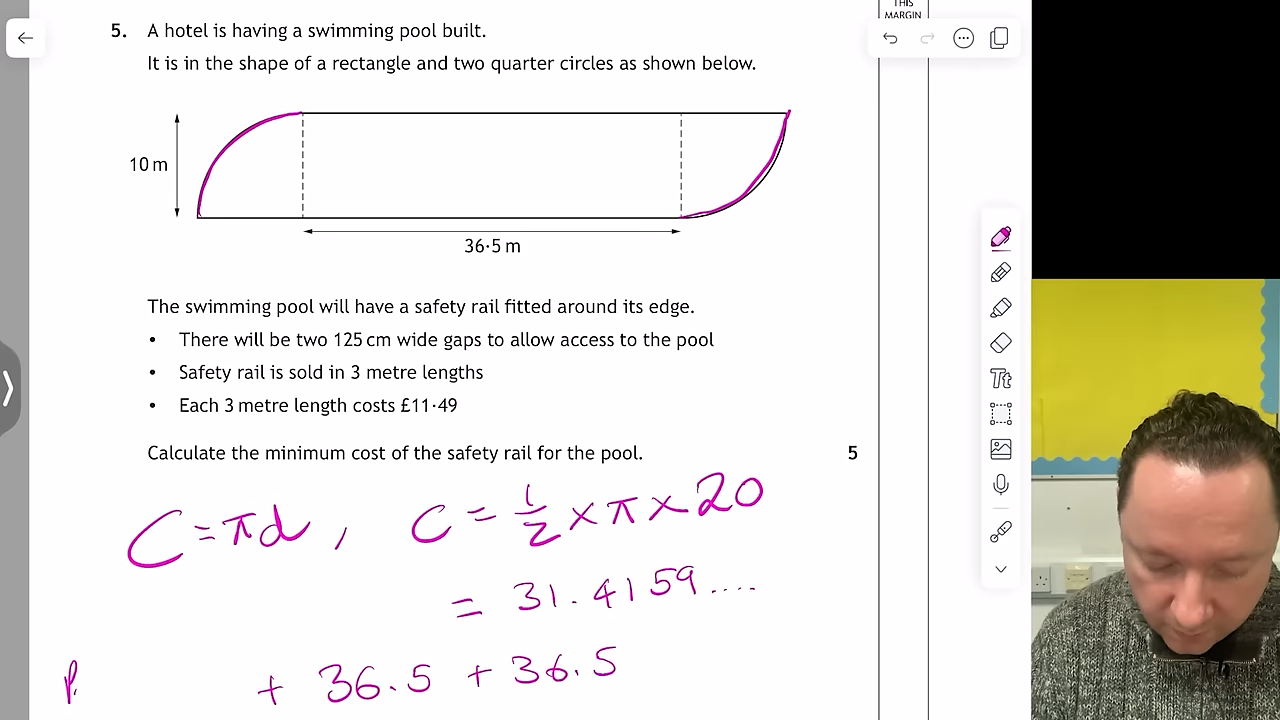 THIS
MARGIN
5. A hotel is having a swimming pool built.
It is in the shape of a rectangle and two quarter circles as shown below.
10 m
36·5 m
The swimming pool will have a safety rail fitted around its edge.
• There will be two 125 cm wide gaps to allow access to the pool
• Safety rail is sold in 3 metre lengths
• Each 3 metre length costs £11·49
Calculate the minimum cost of the safety rail for the pool. 5
C = πd , C = 1/2 × π × 20
= 31.4159....
P. + 36.5 + 36.5
Tt